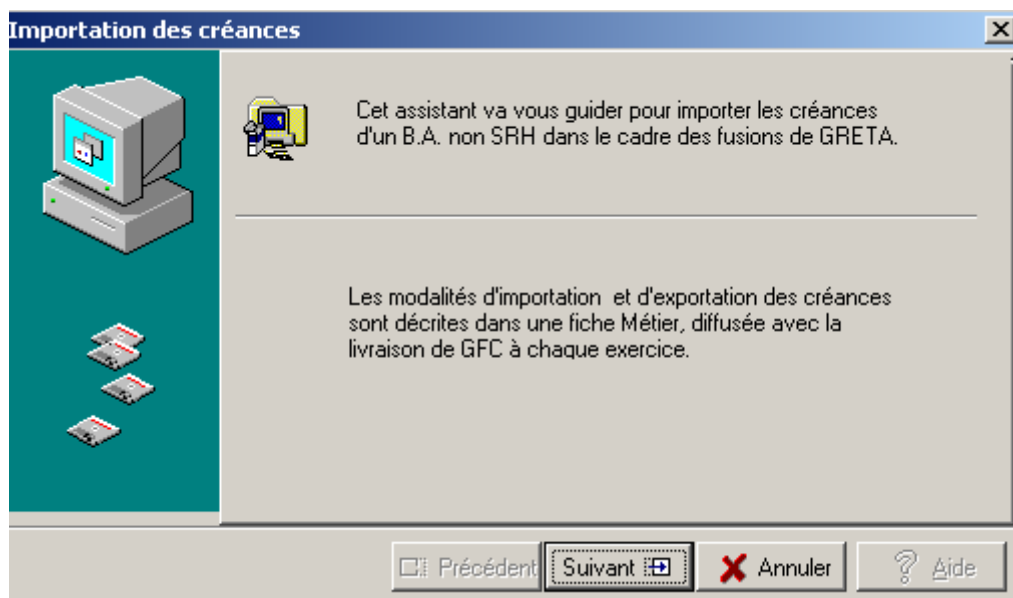 Importation des créances
Cet assistant va vous guider pour importer les créances
d'un B.A. non SRH dans le cadre des fusions de GRETA.
Les modalités d'importation et d'exportation des créances
sont décrites dans une fiche Métier, diffusée avec la
livraison de GFC à chaque exercice.
Précédent Suivant Annuler Aide